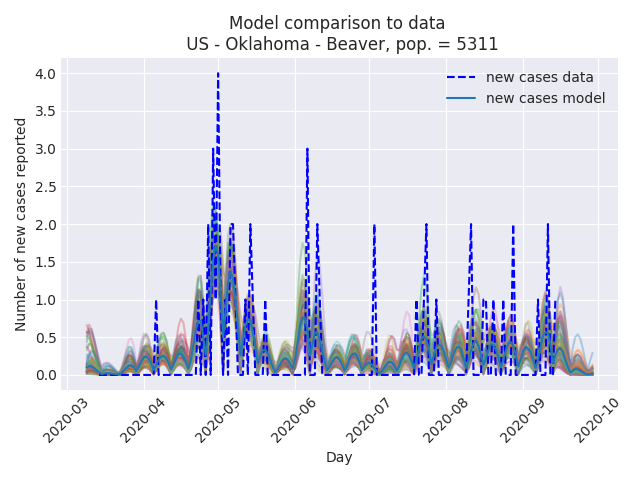 Model comparison to data
US - Oklahoma - Beaver, pop. = 5311
Number of new cases reported
4.0
3.5
3.0
2.5
2.0
1.5
1.0
0.5
0.0
new cases data
new cases model
2020-03
2020-04
2020-05
2020-06
2020-07
2020-08
2020-09
2020-10
Day